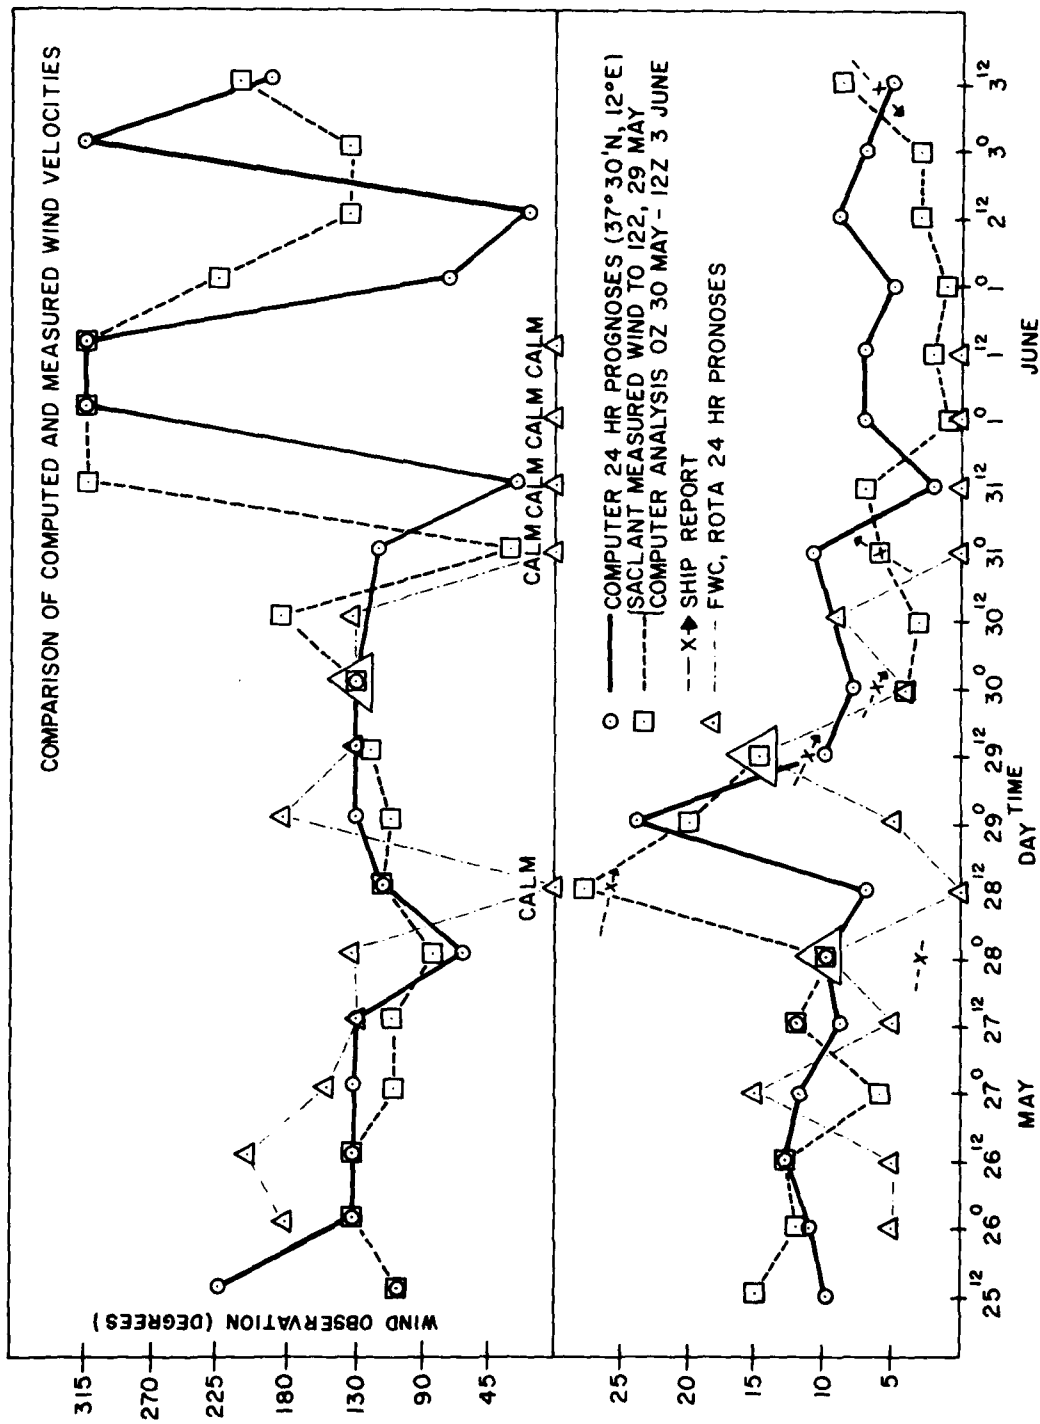 COMPARISON OF COMPUTED AND MEASURED WIND VELOCITIES
WIND OBSERVATION (DEGREES)
315
270
225
180
130
90
45
CALM
CALM CALM CALM CALM
COMPUTER 24 HR PROGNOSES (37° 30'N, 12°E)
(SACLANT MEASURED WIND TO 122, 29 MAY
(COMPUTER ANALYSIS OZ 30 MAY - 12Z 3 JUNE
--X→ SHIP REPORT
FWC, ROTA 24 HR PRONOSES
25
20
15
10
5
25 12 26 0 26 12 27 0 27 12 28 0 28 12 29 0 29 12 30 0 30 12 31 0 31 12 1 0 1 12 1 0 2 12 3 0 3 12
MAY DAY TIME JUNE